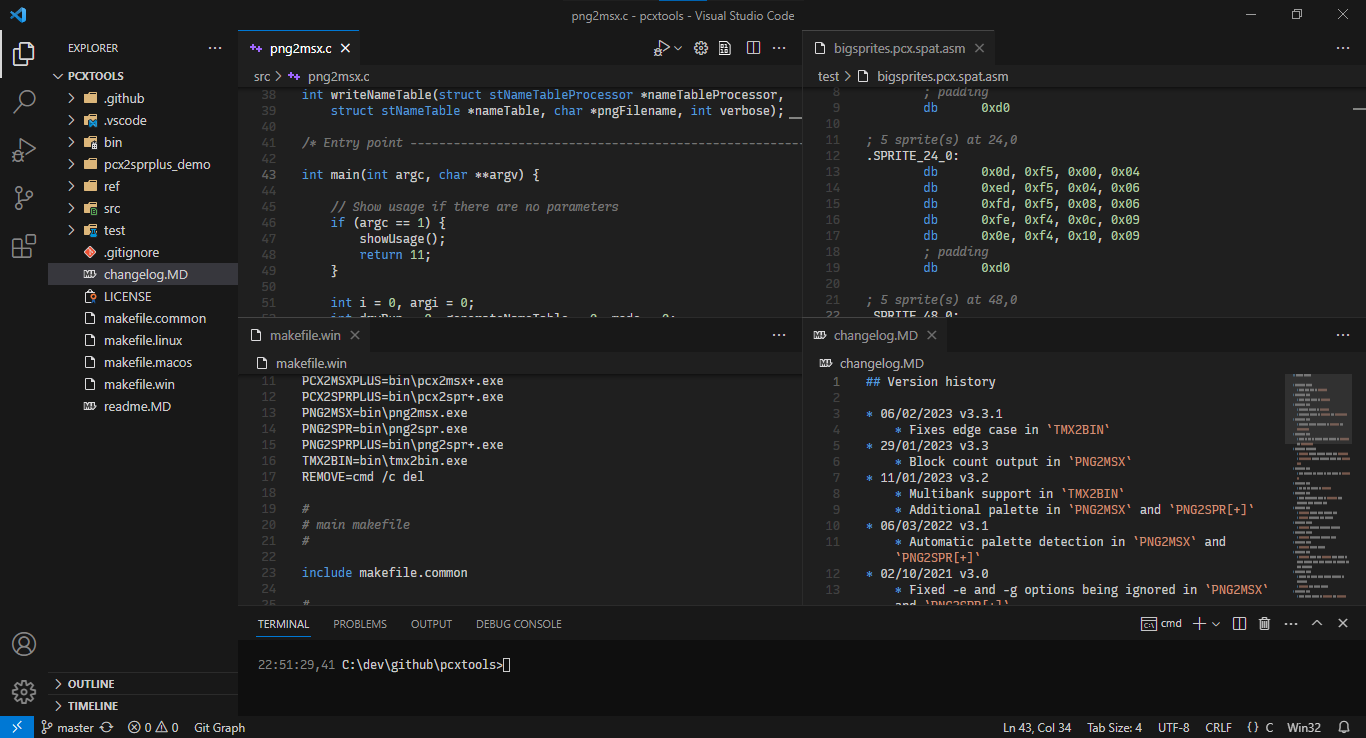 png2msx.c - pcxtools - Visual Studio Code
EXPLORER
PCXTOOLS
.github
.vscode
bin
pcx2sprplus_demo
ref
src
test
.gitignore
changelog.MD
LICENSE
makefile.common
makefile.linux
makefile.macos
makefile.win
readme.MD
OUTLINE
TIMELINE
png2msx.c
src > png2msx.c
38 int writeNameTable(struct stNameTableProcessor *nameTableProcessor,
39 struct stNameTable *nameTable, char *pngFilename, int verbose);
40
41 /* Entry point ------------------------------------------------------
42
43 int main(int argc, char **argv) {
44
45 // Show usage if there are no parameters
46 if (argc == 1) {
47 showUsage();
48 return 11;
49 }
50
51 int i = 0, argi = 0;
bigsprites.pcx.spat.asm
test > bigsprites.pcx.spat.asm
8 ; padding
9 db 0xd0
10
11 ; 5 sprite(s) at 24,0
12 .SPRITE_24_0:
13 db 0x0d, 0xf5, 0x00, 0x04
14 db 0xed, 0xf5, 0x04, 0x06
15 db 0xfd, 0xf5, 0x08, 0x06
16 db 0xfe, 0xf4, 0x0c, 0x09
17 db 0x0e, 0xf4, 0x10, 0x09
18 ; padding
19 db 0xd0
20
21 ; 5 sprite(s) at 48,0
22 .SPRITE_48_0:
makefile.win
makefile.win
11 PCX2MSXPLUS=bin\pcx2msx+.exe
12 PCX2SPRPLUS=bin\pcx2spr+.exe
13 PNG2MSX=bin\png2msx.exe
14 PNG2SPR=bin\png2spr.exe
15 PNG2SPRPLUS=bin\png2spr+.exe
16 TMX2BIN=bin\tmx2bin.exe
17 REMOVE=cmd /c del
18
19 #
20 # main makefile
21 #
22
23 include makefile.common
24
25 #
changelog.MD
changelog.MD
1 ## Version history
2
3 * 06/02/2023 v3.3.1
4 * Fixes edge case in `TMX2BIN`
5 * 29/01/2023 v3.3
6 * Block count output in `PNG2MSX`
7 * 11/01/2023 v3.2
8 * Multibank support in `TMX2BIN`
9 * Additional palette in `PNG2MSX` and `PNG2SPR[+]`
10 * 06/03/2022 v3.1
11 * Automatic palette detection in `PNG2MSX` and
`PNG2SPR[+]`
12 * 02/10/2021 v3.0
13 * Fixed -e and -g options being ignored in `PNG2MSX`
and `PNG2SPR[+]`
TERMINAL PROBLEMS OUTPUT DEBUG CONSOLE
cmd
22:51:29,41 C:\dev\github\pcxtools>
master 0 0 Git Graph
Ln 43, Col 34 Tab Size: 4 UTF-8 CRLF {} C Win32